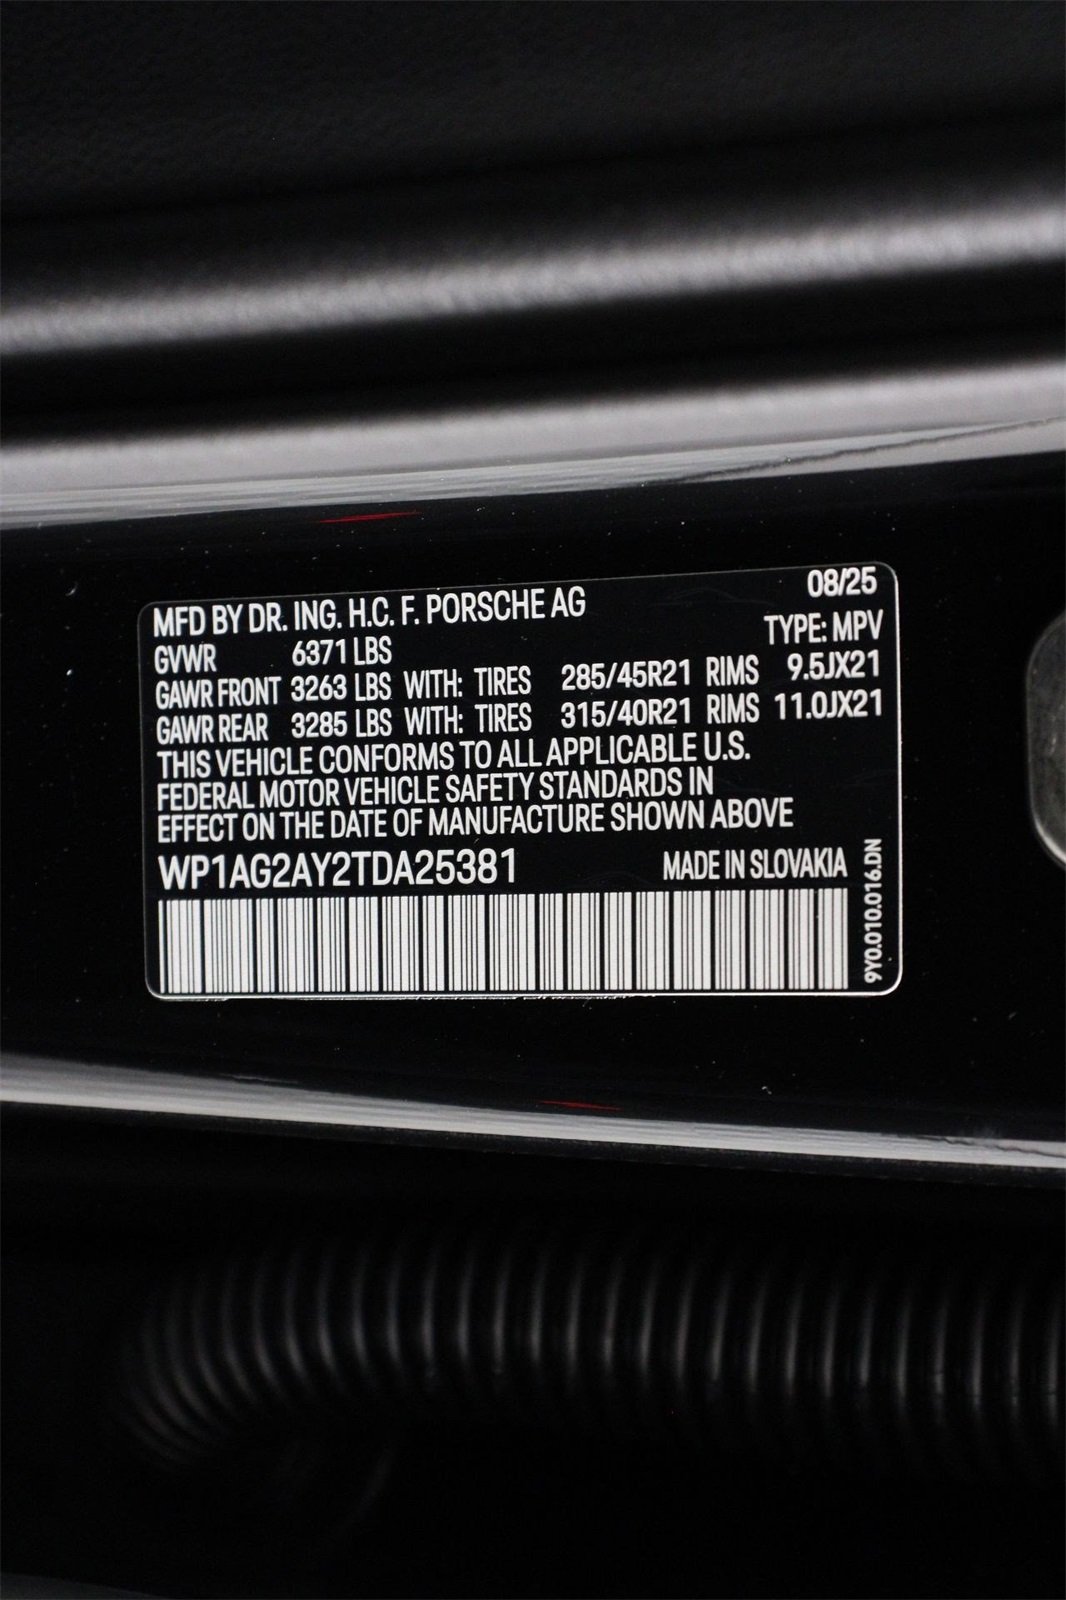 08/25
MFD BY DR. ING. H.C. F. PORSCHE AG
TYPE: MPV
GVWR 6371 LBS
GAWR FRONT 3263 LBS WITH: TIRES 285/45R21 RIMS 9.5JX21
GAWR REAR 3285 LBS WITH: TIRES 315/40R21 RIMS 11.0JX21
THIS VEHICLE CONFORMS TO ALL APPLICABLE U.S.
FEDERAL MOTOR VEHICLE SAFETY STANDARDS IN
EFFECT ON THE DATE OF MANUFACTURE SHOWN ABOVE
WP1AG2AY2TDA25381 MADE IN SLOVAKIA
9Y0.010.016.DN